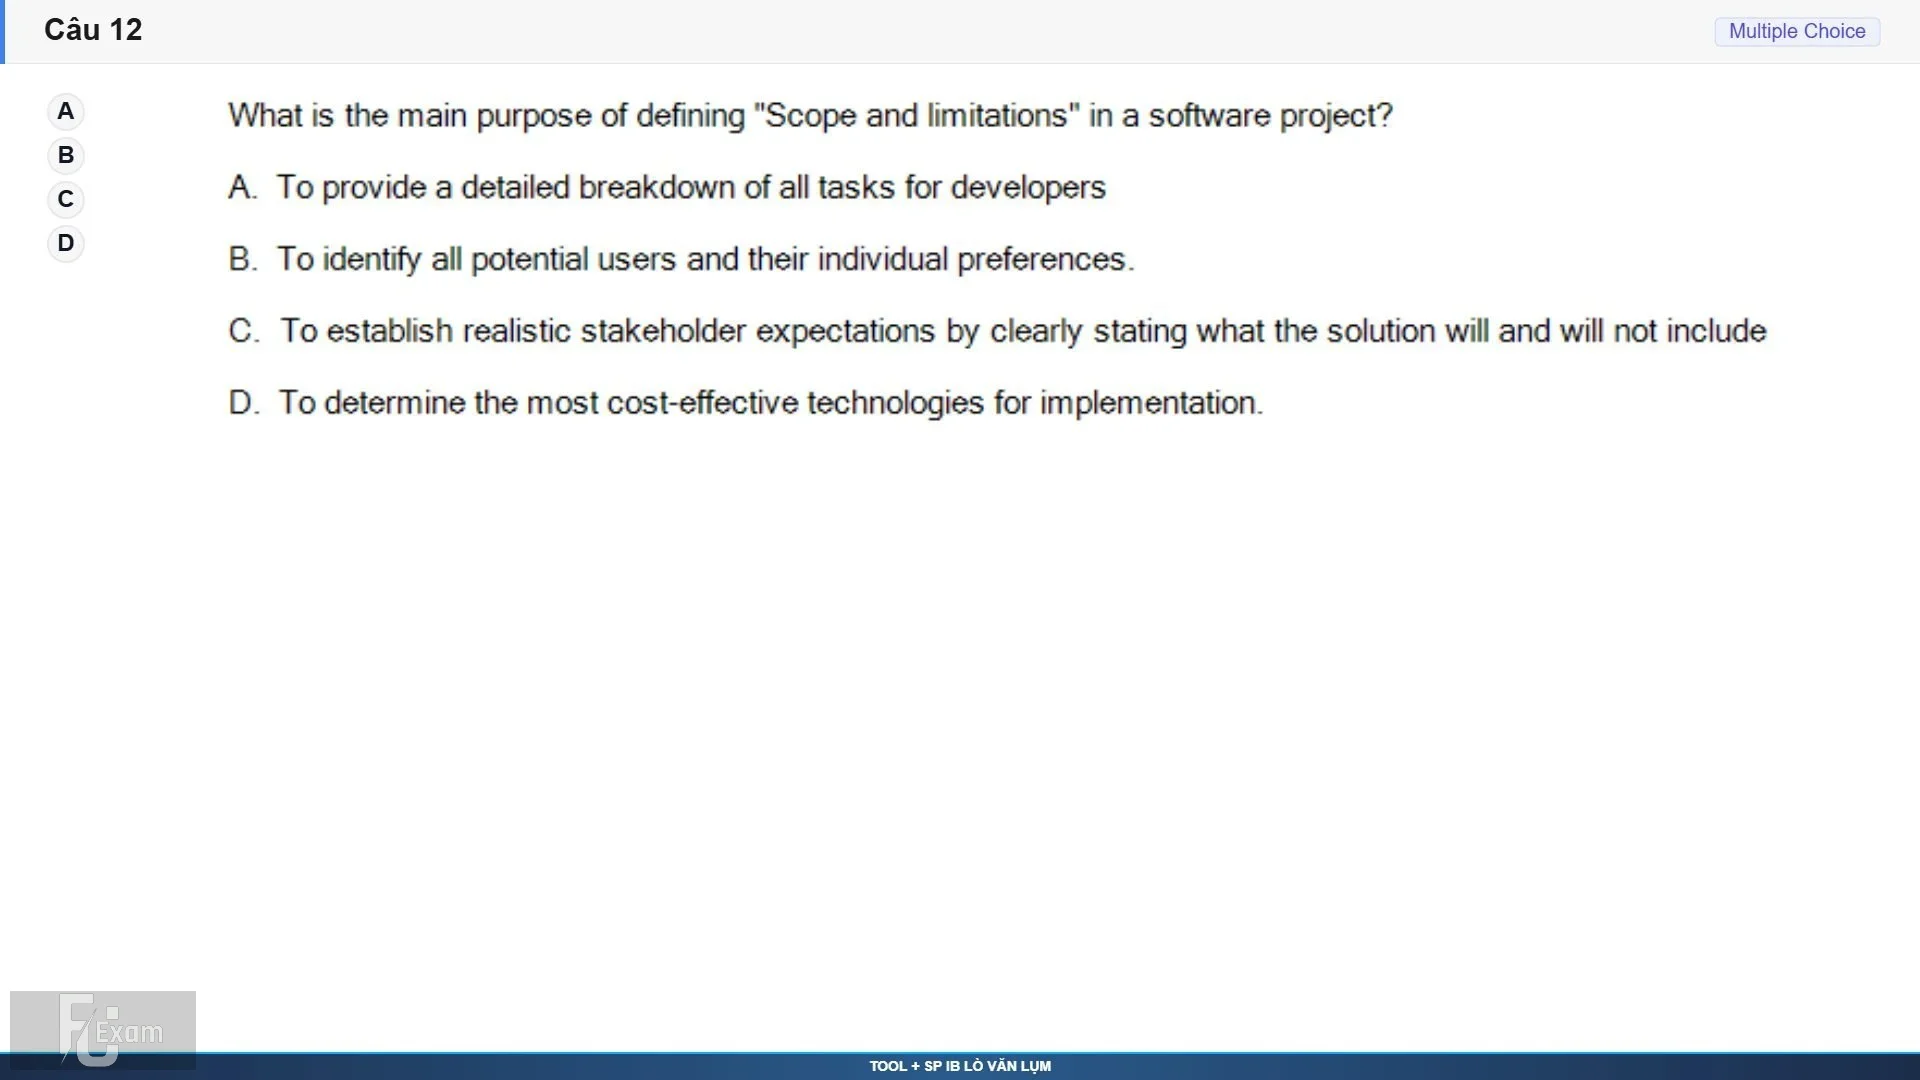 Câu 12
Multiple Choice
A
B
C
D
What is the main purpose of defining "Scope and limitations" in a software project?
A. To provide a detailed breakdown of all tasks for developers
B. To identify all potential users and their individual preferences.
C. To establish realistic stakeholder expectations by clearly stating what the solution will and will not include
D. To determine the most cost-effective technologies for implementation.
FU Exam
TOOL + SP IB LÒ VĂN LỤM